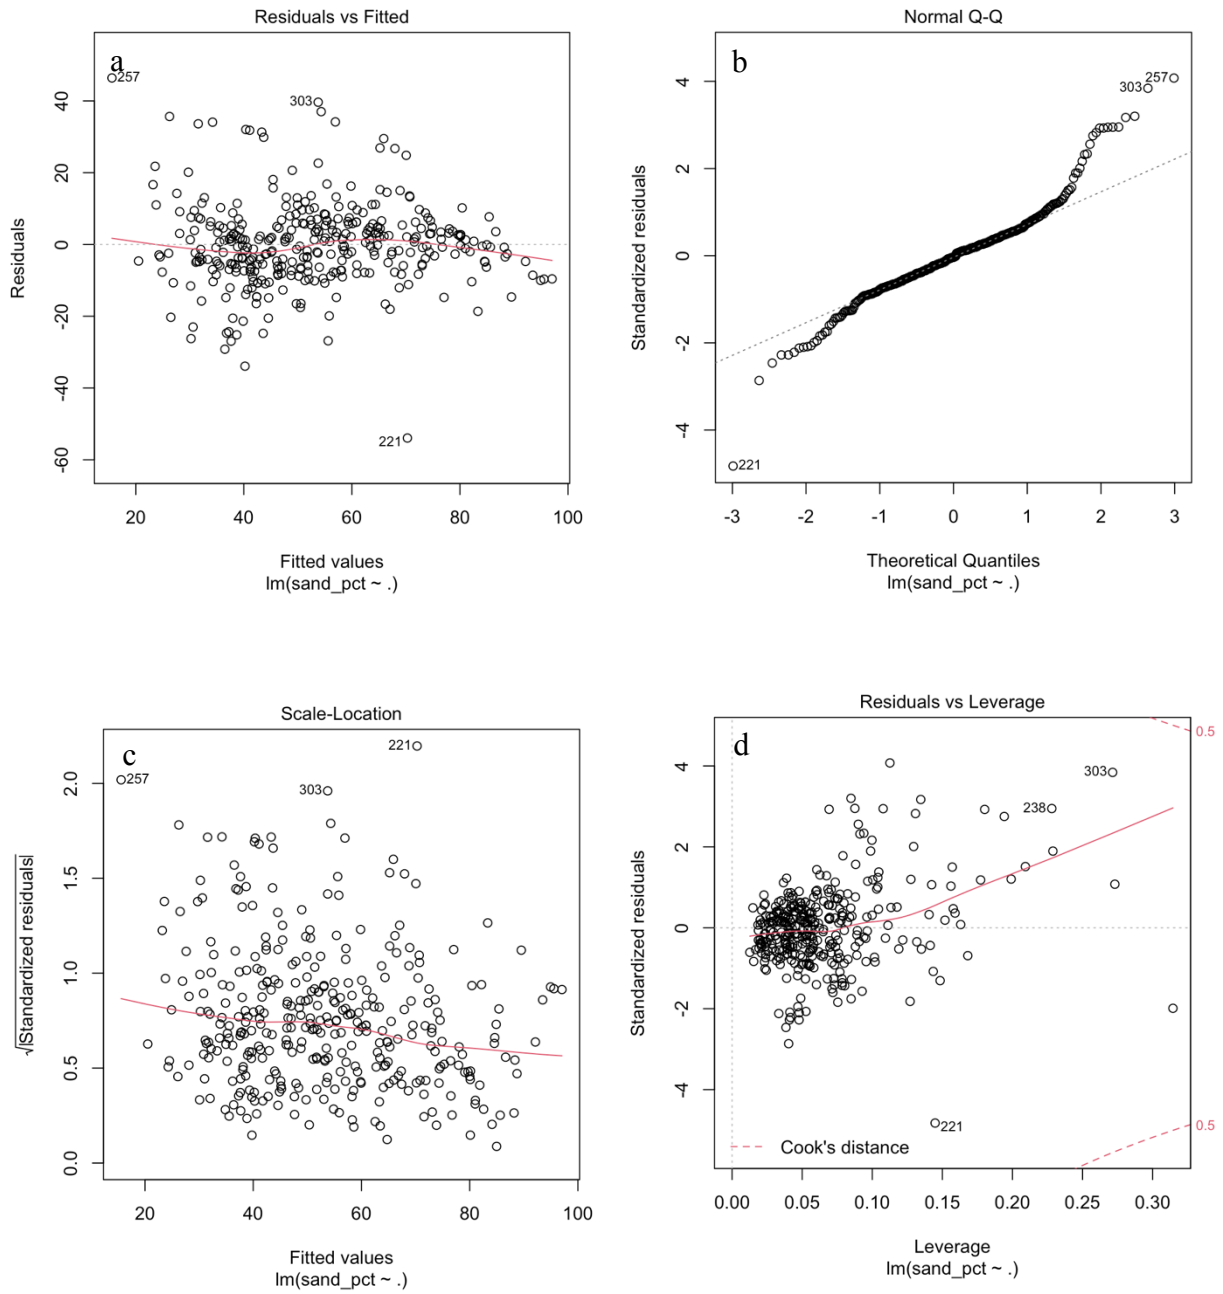 Residuals vs Fitted
a
257
303
221
Residuals
-60
-40
-20
0
20
40
20
40
60
80
100
Fitted values
lm(sand_pct ~ .)
Normal Q-Q
b
257
303
221
Standardized residuals
-4
-2
0
2
4
-3
-2
-1
0
1
2
3
Theoretical Quantiles
lm(sand_pct ~ .)
Scale-Location
c
221
257
303
√|Standardized residuals|
0.0
0.5
1.0
1.5
2.0
20
40
60
80
100
Fitted values
lm(sand_pct ~ .)
Residuals vs Leverage
d
0.5
303
238
221
0.5
Cook's distance
Standardized residuals
-4
-2
0
2
4
0.00
0.05
0.10
0.15
0.20
0.25
0.30
Leverage
lm(sand_pct ~ .)